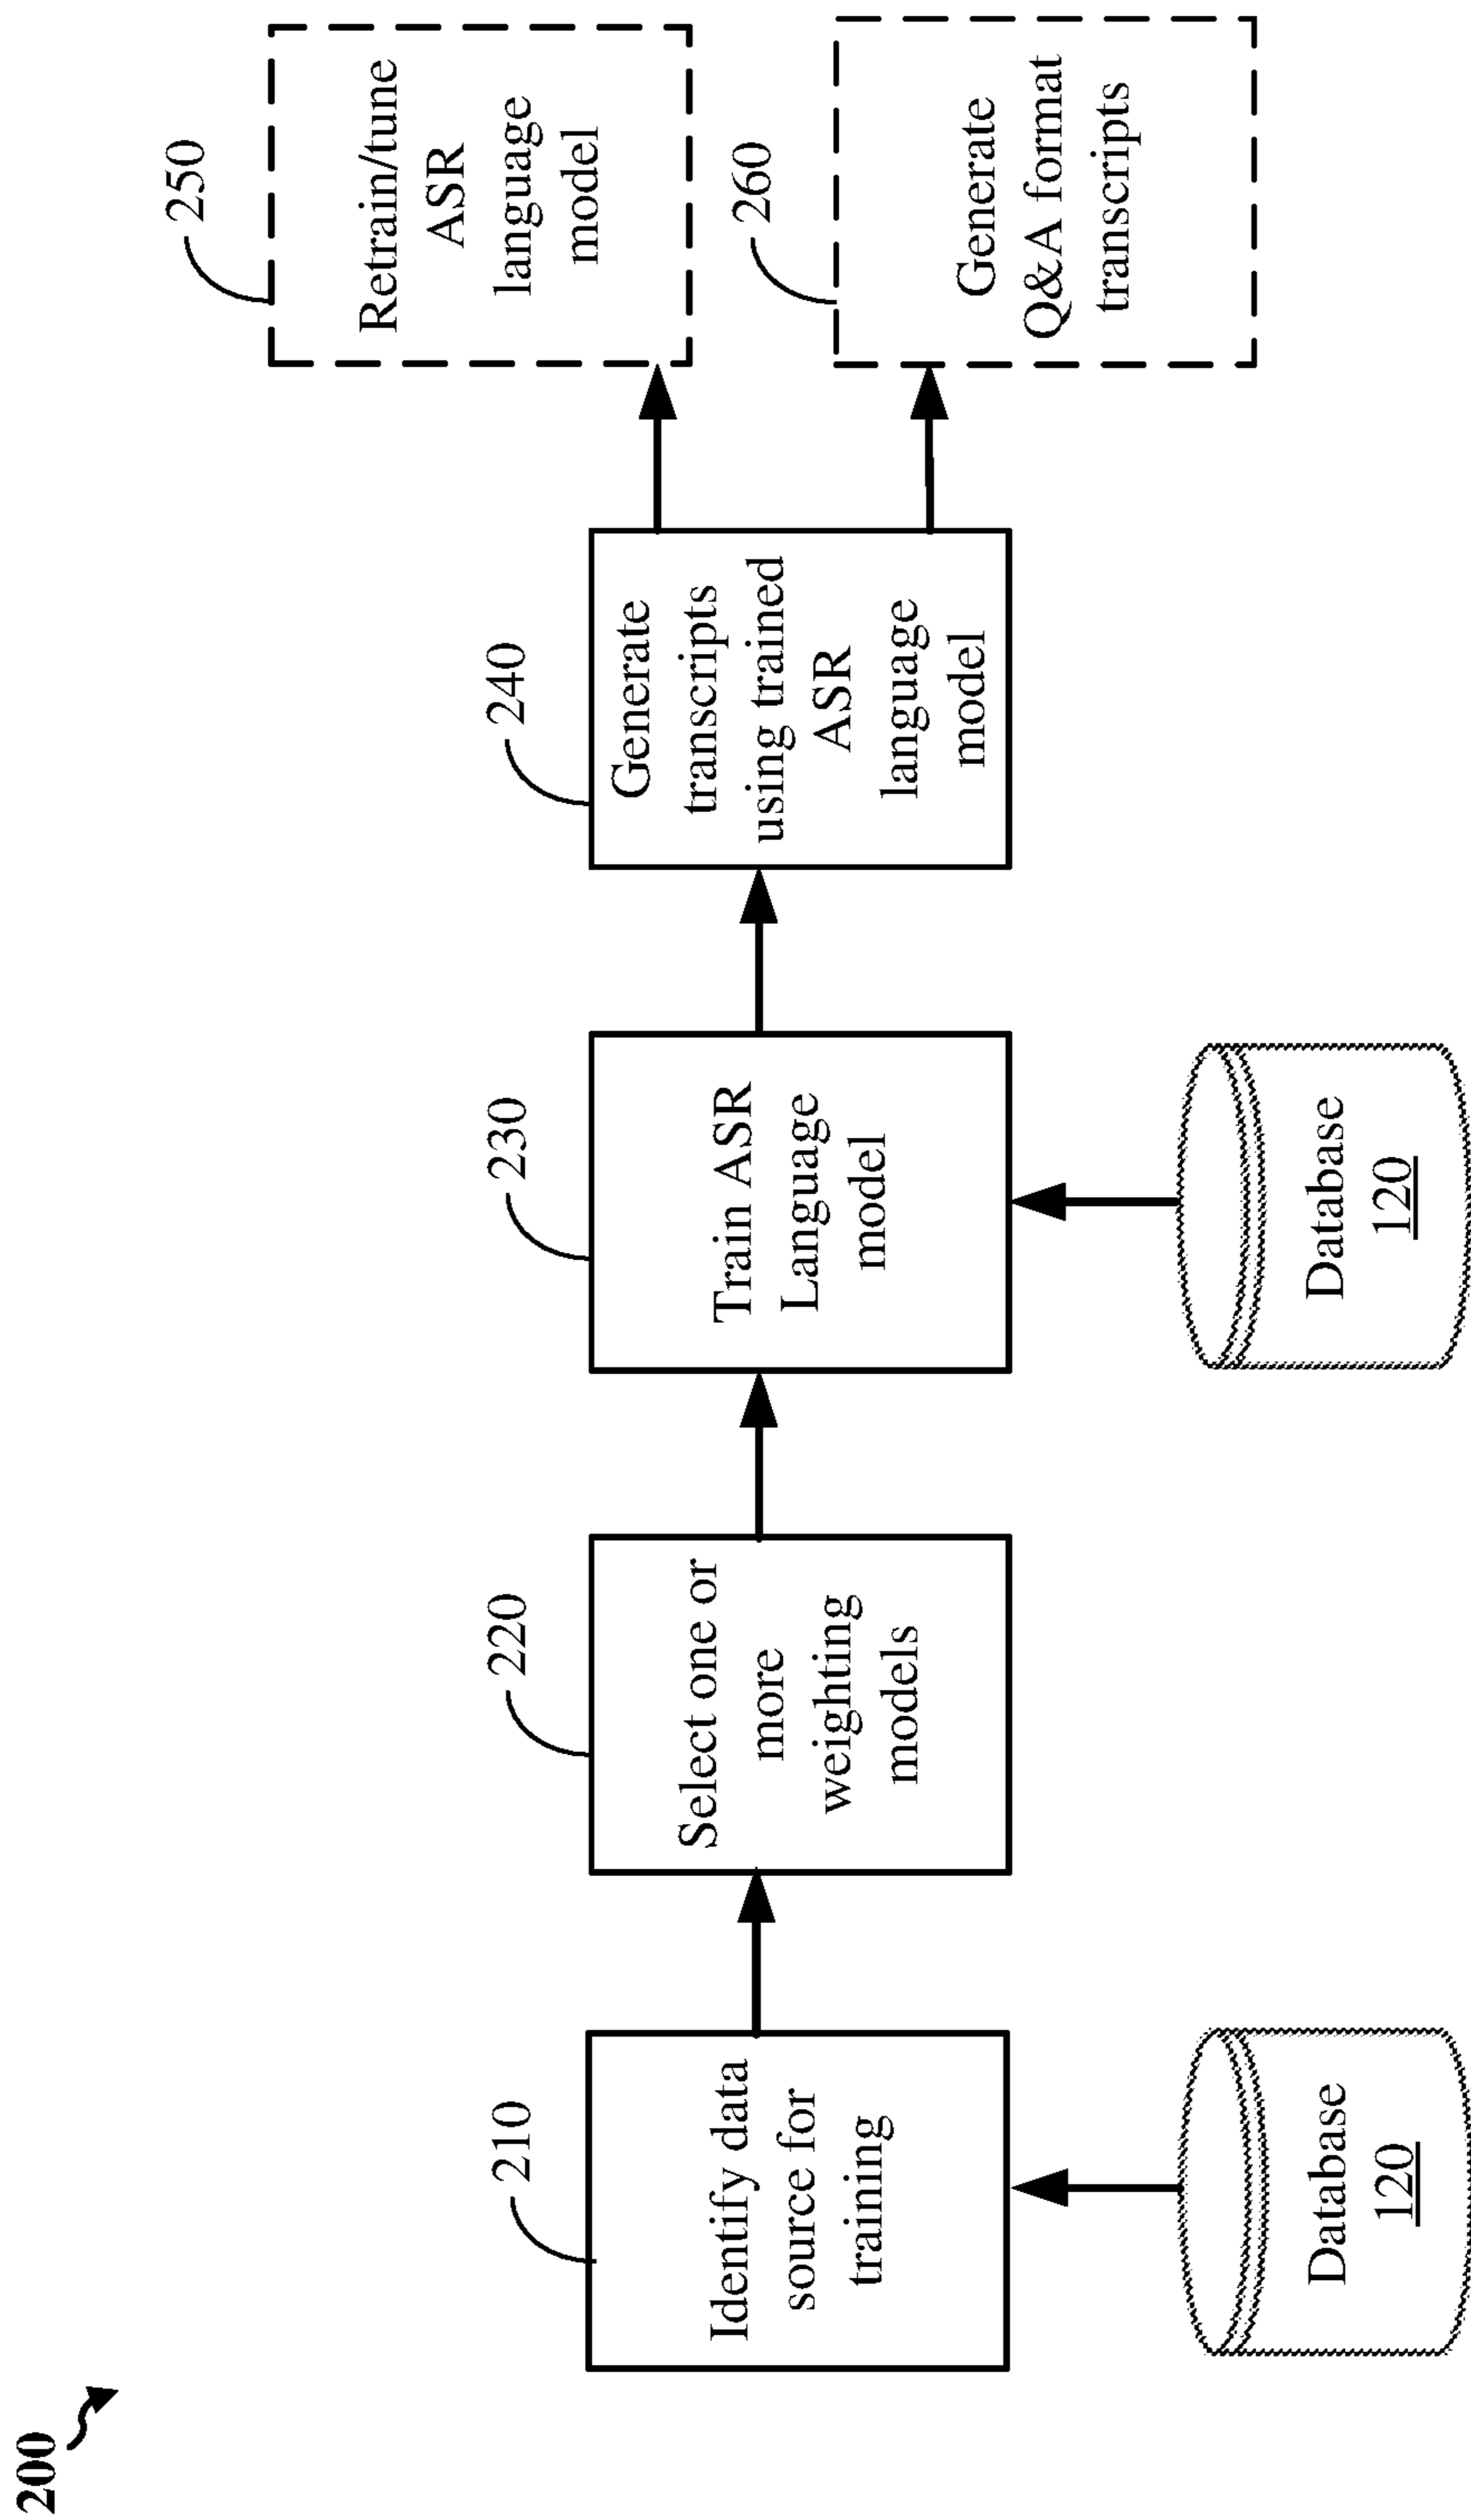 200
210
Identify data
source for
training
Database
120
220
Select one or
more
weighting
models
230
Train ASR
Language
model
Database
120
240
Generate
transcripts
using trained
ASR
language
model
250
Retrain/tune
ASR
language
model
260
Generate
Q&A format
transcripts